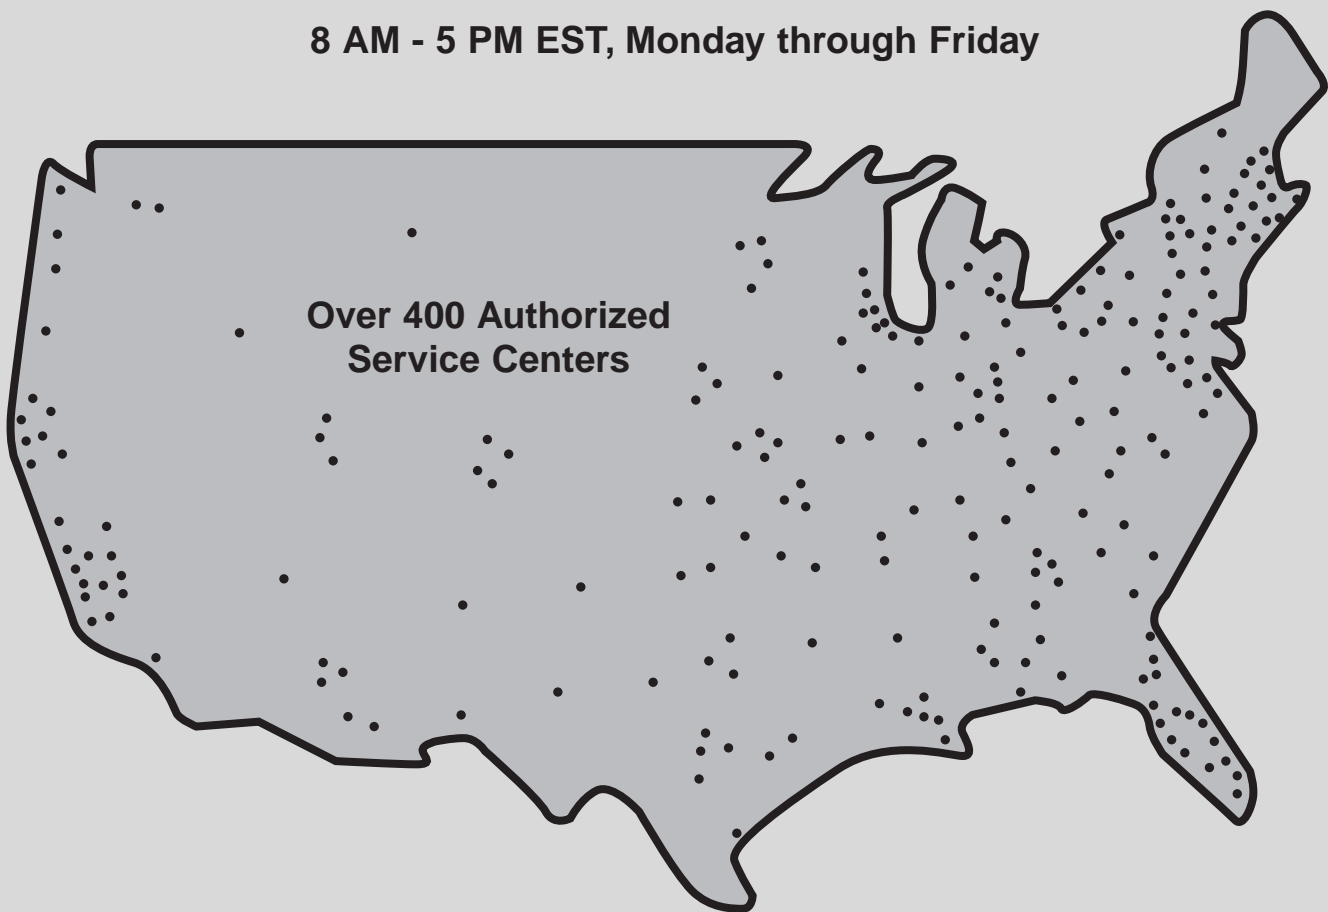 8 AM - 5 PM EST, Monday through Friday
Over 400 Authorized
Service Centers